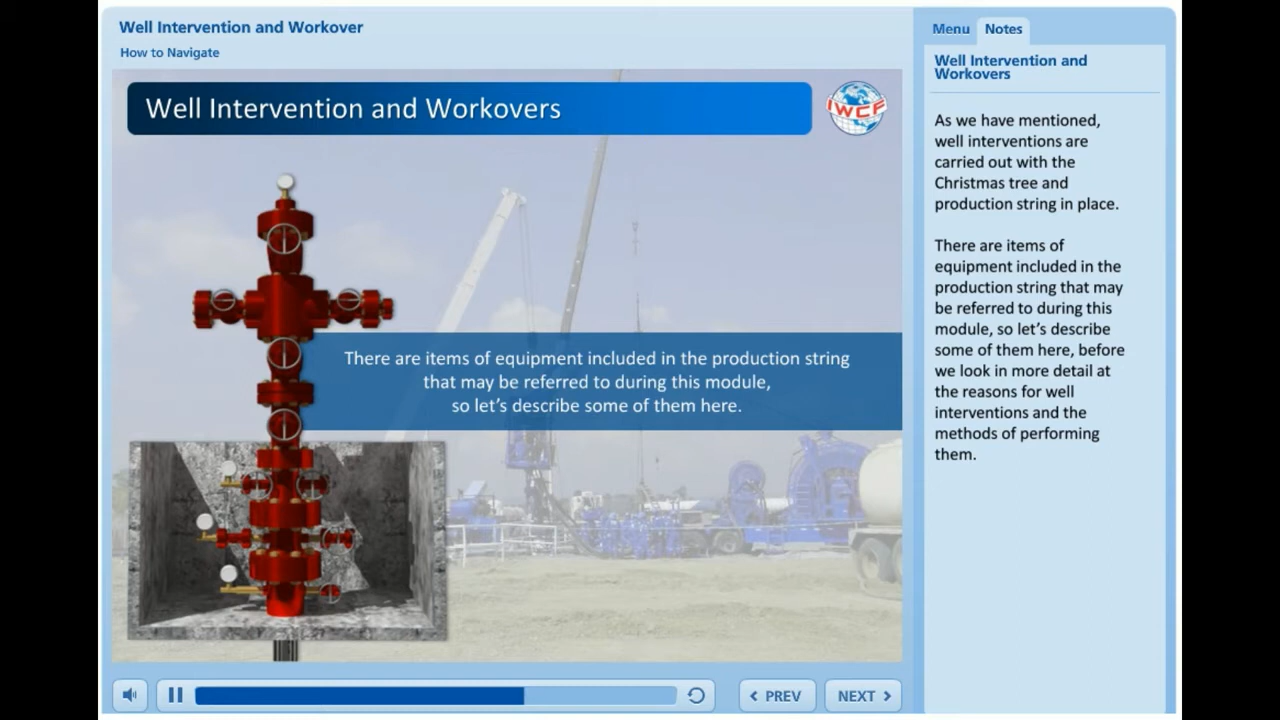 Well Intervention and Workover
How to Navigate
Well Intervention and Workovers
IWCF
There are items of equipment included in the production string
that may be referred to during this module,
so let's describe some of them here.
PREV
NEXT
Menu
Notes
Well Intervention and
Workovers
As we have mentioned,
well interventions are
carried out with the
Christmas tree and
production string in place.
There are items of
equipment included in the
production string that may
be referred to during this
module, so let's describe
some of them here, before
we look in more detail at
the reasons for well
interventions and the
methods of performing
them.